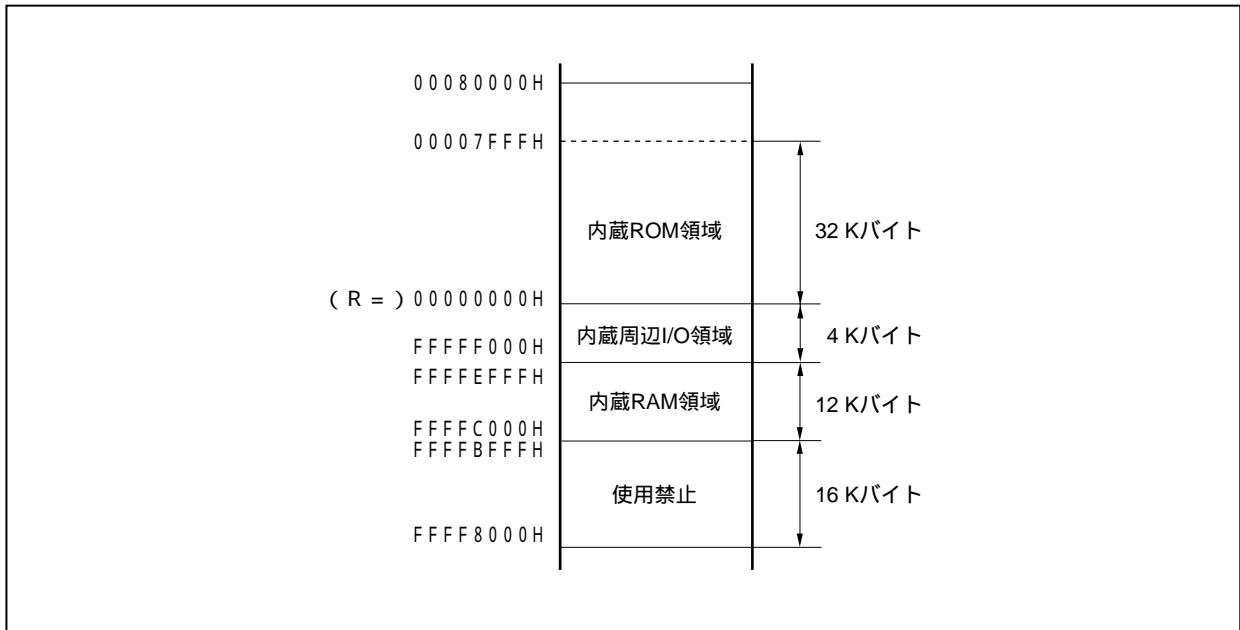 00080000H
00007FFFH
内蔵ROM領域
32 Kバイト
(R=)00000000H
内蔵周辺I/O領域
4 Kバイト
FFFFF000H
FFFFEFFFH
内蔵RAM領域
12 Kバイト
FFFFC000H
FFFFBFFFH
使用禁止
16 Kバイト
FFFF8000H